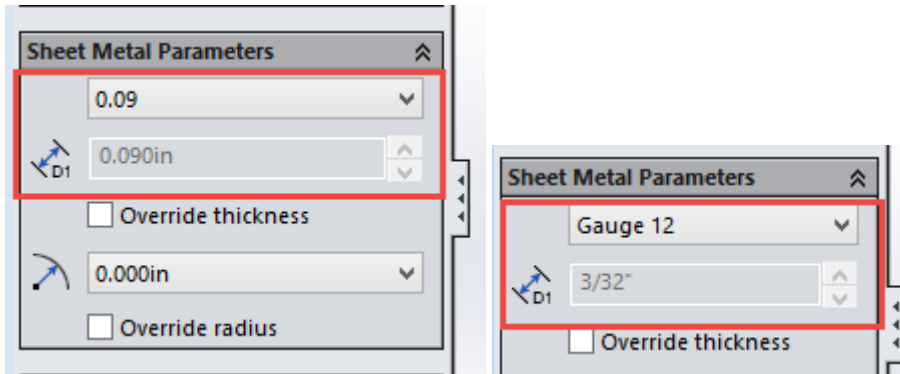 Sheet Metal Parameters
0.09
D1 0.090in
Override thickness
0.000in
Override radius
Sheet Metal Parameters
Gauge 12
D1 3/32"
Override thickness